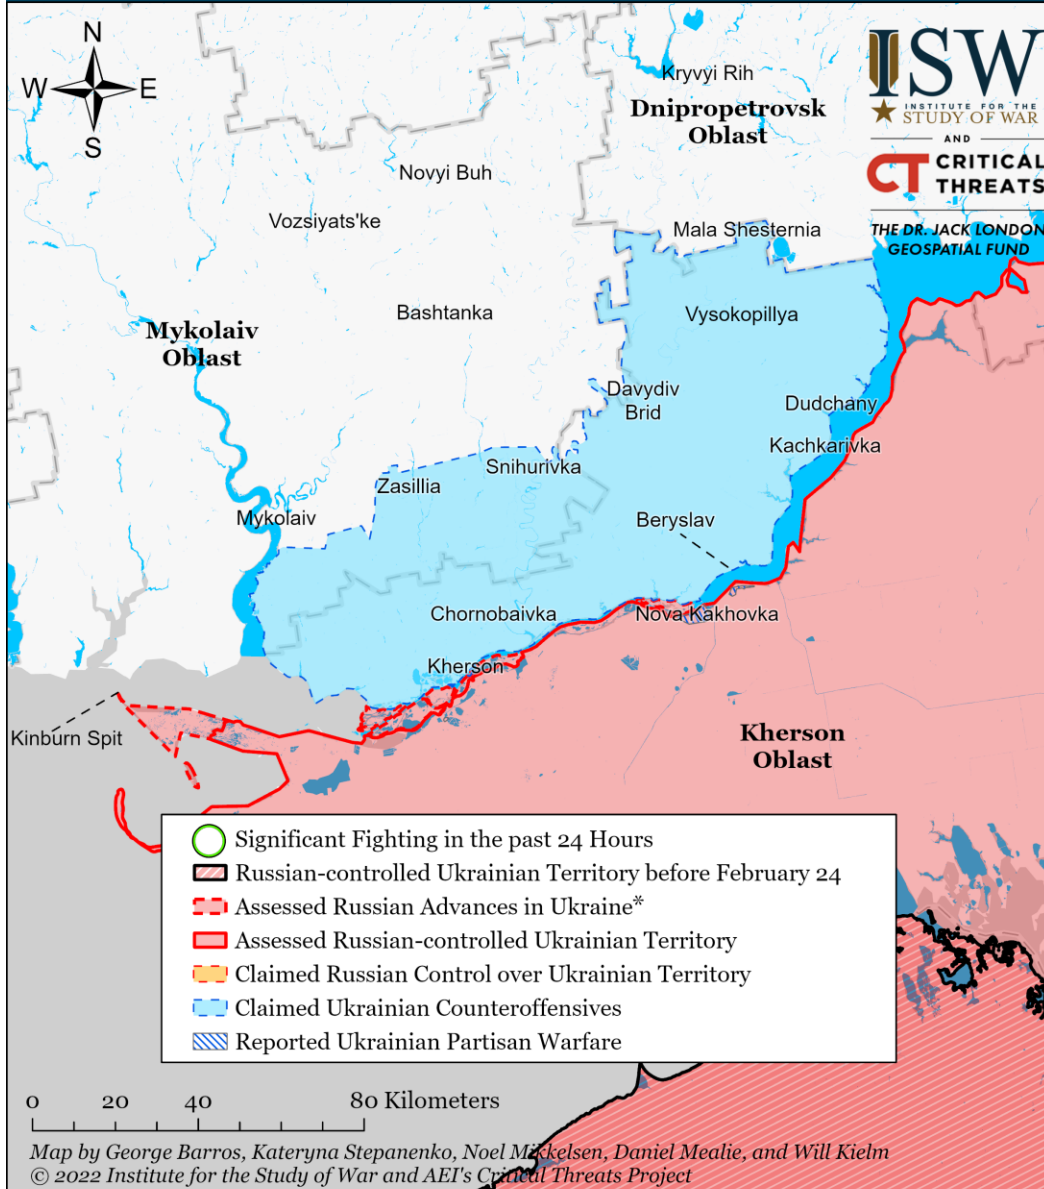 N
W
E
S
ISW
INSTITUTE FOR THE
STUDY OF WAR
AND
CT CRITICAL
THREATS
THE DR. JACK LONDON
GEOSPATIAL FUND
Kryvyi Rih
Dnipropetrovsk
Oblast
Novyi Buh
Vozsiyats'ke
Mala Shesternia
Bashtanka
Vysokopillya
Mykolaiv
Oblast
Davydiv
Brid
Dudchany
Kachkarivka
Snihurivka
Zasillia
Mykolaiv
Beryslav
Chornobaivka
Nova Kakhovka
Kherson
Kinburn Spit
Kherson
Oblast
Significant Fighting in the past 24 Hours
Russian-controlled Ukrainian Territory before February 24
Assessed Russian Advances in Ukraine*
Assessed Russian-controlled Ukrainian Territory
Claimed Russian Control over Ukrainian Territory
Claimed Ukrainian Counteroffensives
Reported Ukrainian Partisan Warfare
0 20 40 80 Kilometers
Map by George Barros, Kateryna Stepanenko, Noel Mikkelsen, Daniel Mealie, and Will Kielm
© 2022 Institute for the Study of War and AEI's Critical Threats Project